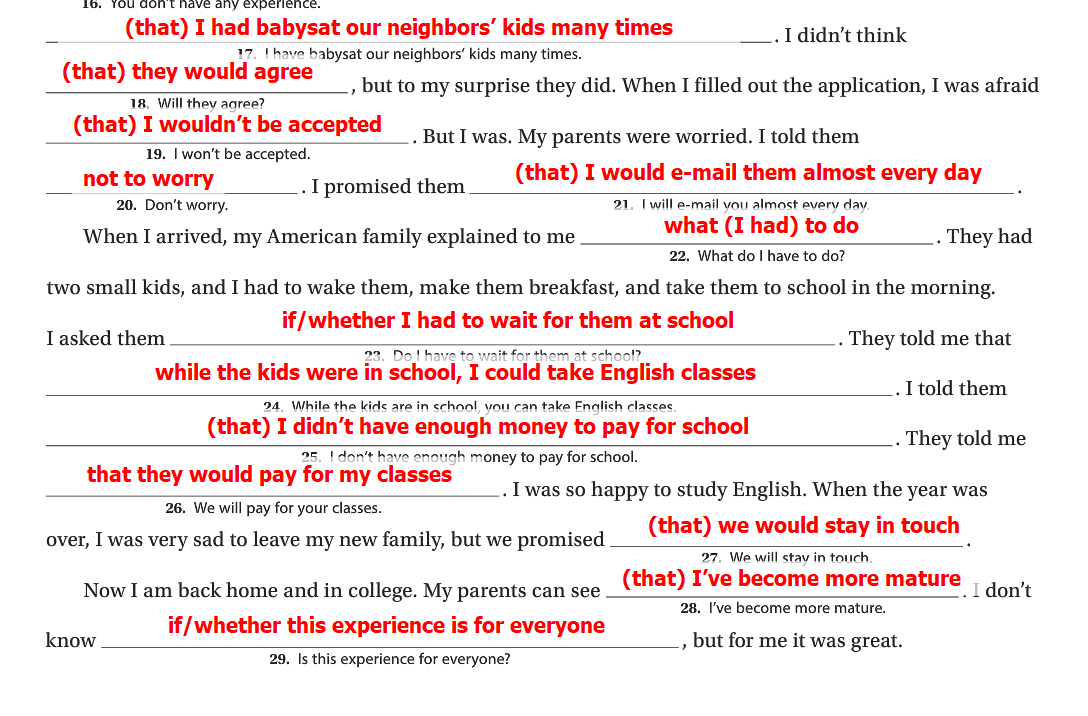 16. You don't have any experience.
(that) I had babysat our neighbors' kids many times
. I didn't think
17. I have babysat our neighbors' kids many times.
(that) they would agree
, but to my surprise they did. When I filled out the application, I was afraid
18. Will they agree?
(that) I wouldn't be accepted
. But I was. My parents were worried. I told them
19. I won't be accepted.
not to worry . I promised them (that) I would e-mail them almost every day .
20. Don't worry. 21. I will e-mail you almost every day.
When I arrived, my American family explained to me what (I had) to do . They had
22. What do I have to do?
two small kids, and I had to wake them, make them breakfast, and take them to school in the morning.
I asked them if/whether I had to wait for them at school . They told me that
23. Do I have to wait for them at school?
while the kids were in school, I could take English classes . I told them
24. While the kids are in school, you can take English classes.
(that) I didn't have enough money to pay for school . They told me
25. I don't have enough money to pay for school.
that they would pay for my classes . I was so happy to study English. When the year was
26. We will pay for your classes.
over, I was very sad to leave my new family, but we promised (that) we would stay in touch .
27. We will stay in touch.
Now I am back home and in college. My parents can see (that) I've become more mature . I don't
28. I've become more mature.
know if/whether this experience is for everyone , but for me it was great.
29. Is this experience for everyone?